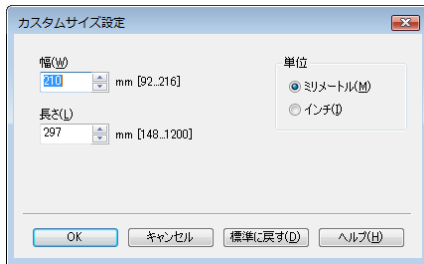 カスタムサイズ設定
幅(W)
210 mm [92...216]
長さ(L)
297 mm [148...1200]
単位
ミリメートル(M)
インチ(I)
OK キャンセル 標準に戻す(D) ヘルプ(H)